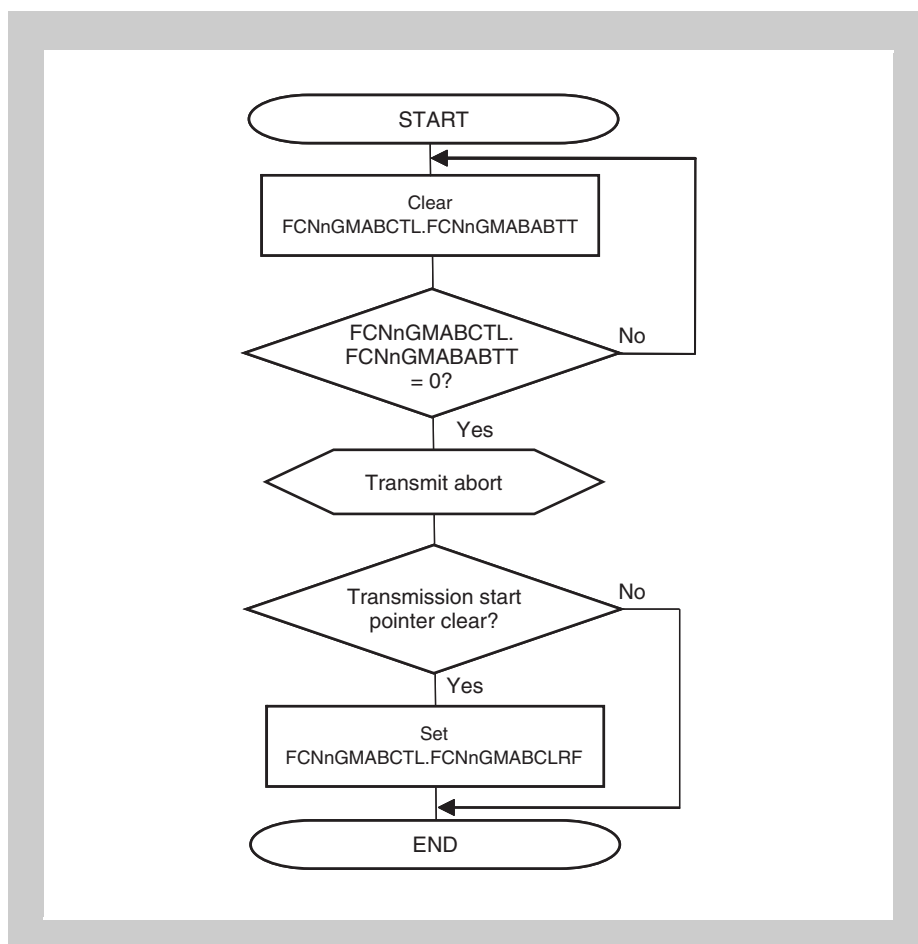 START
Clear
FCNnGMABCTL.FCNnGMABABTT
FCNnGMABCTL.
FCNnGMABABTT
= 0?
No
Yes
Transmit abort
Transmission start
pointer clear?
No
Yes
Set
FCNnGMABCTL.FCNnGMABCLRF
END